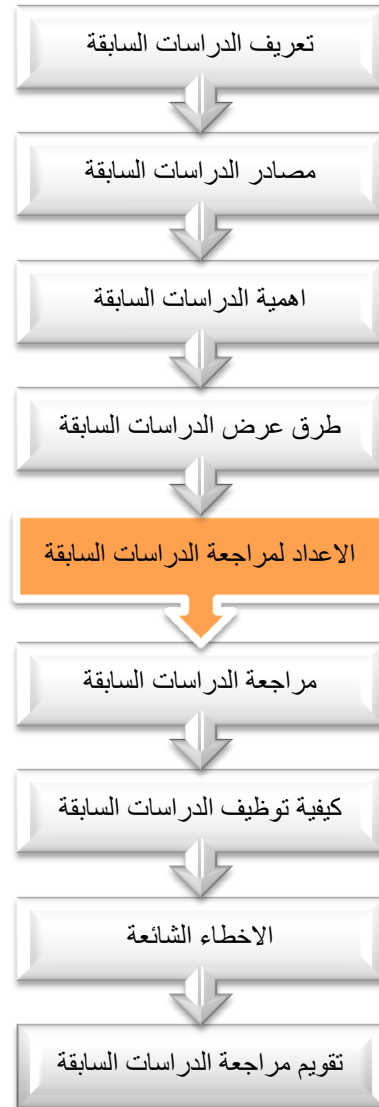 تعريف الدراسات السابقة
مصادر الدراسات السابقة
اهمية الدراسات السابقة
طرق عرض الدراسات السابقة
الاعداد لمراجعة الدراسات السابقة
مراجعة الدراسات السابقة
كيفية توظيف الدراسات السابقة
الاخطاء الشائعة
تقويم مراجعة الدراسات السابقة